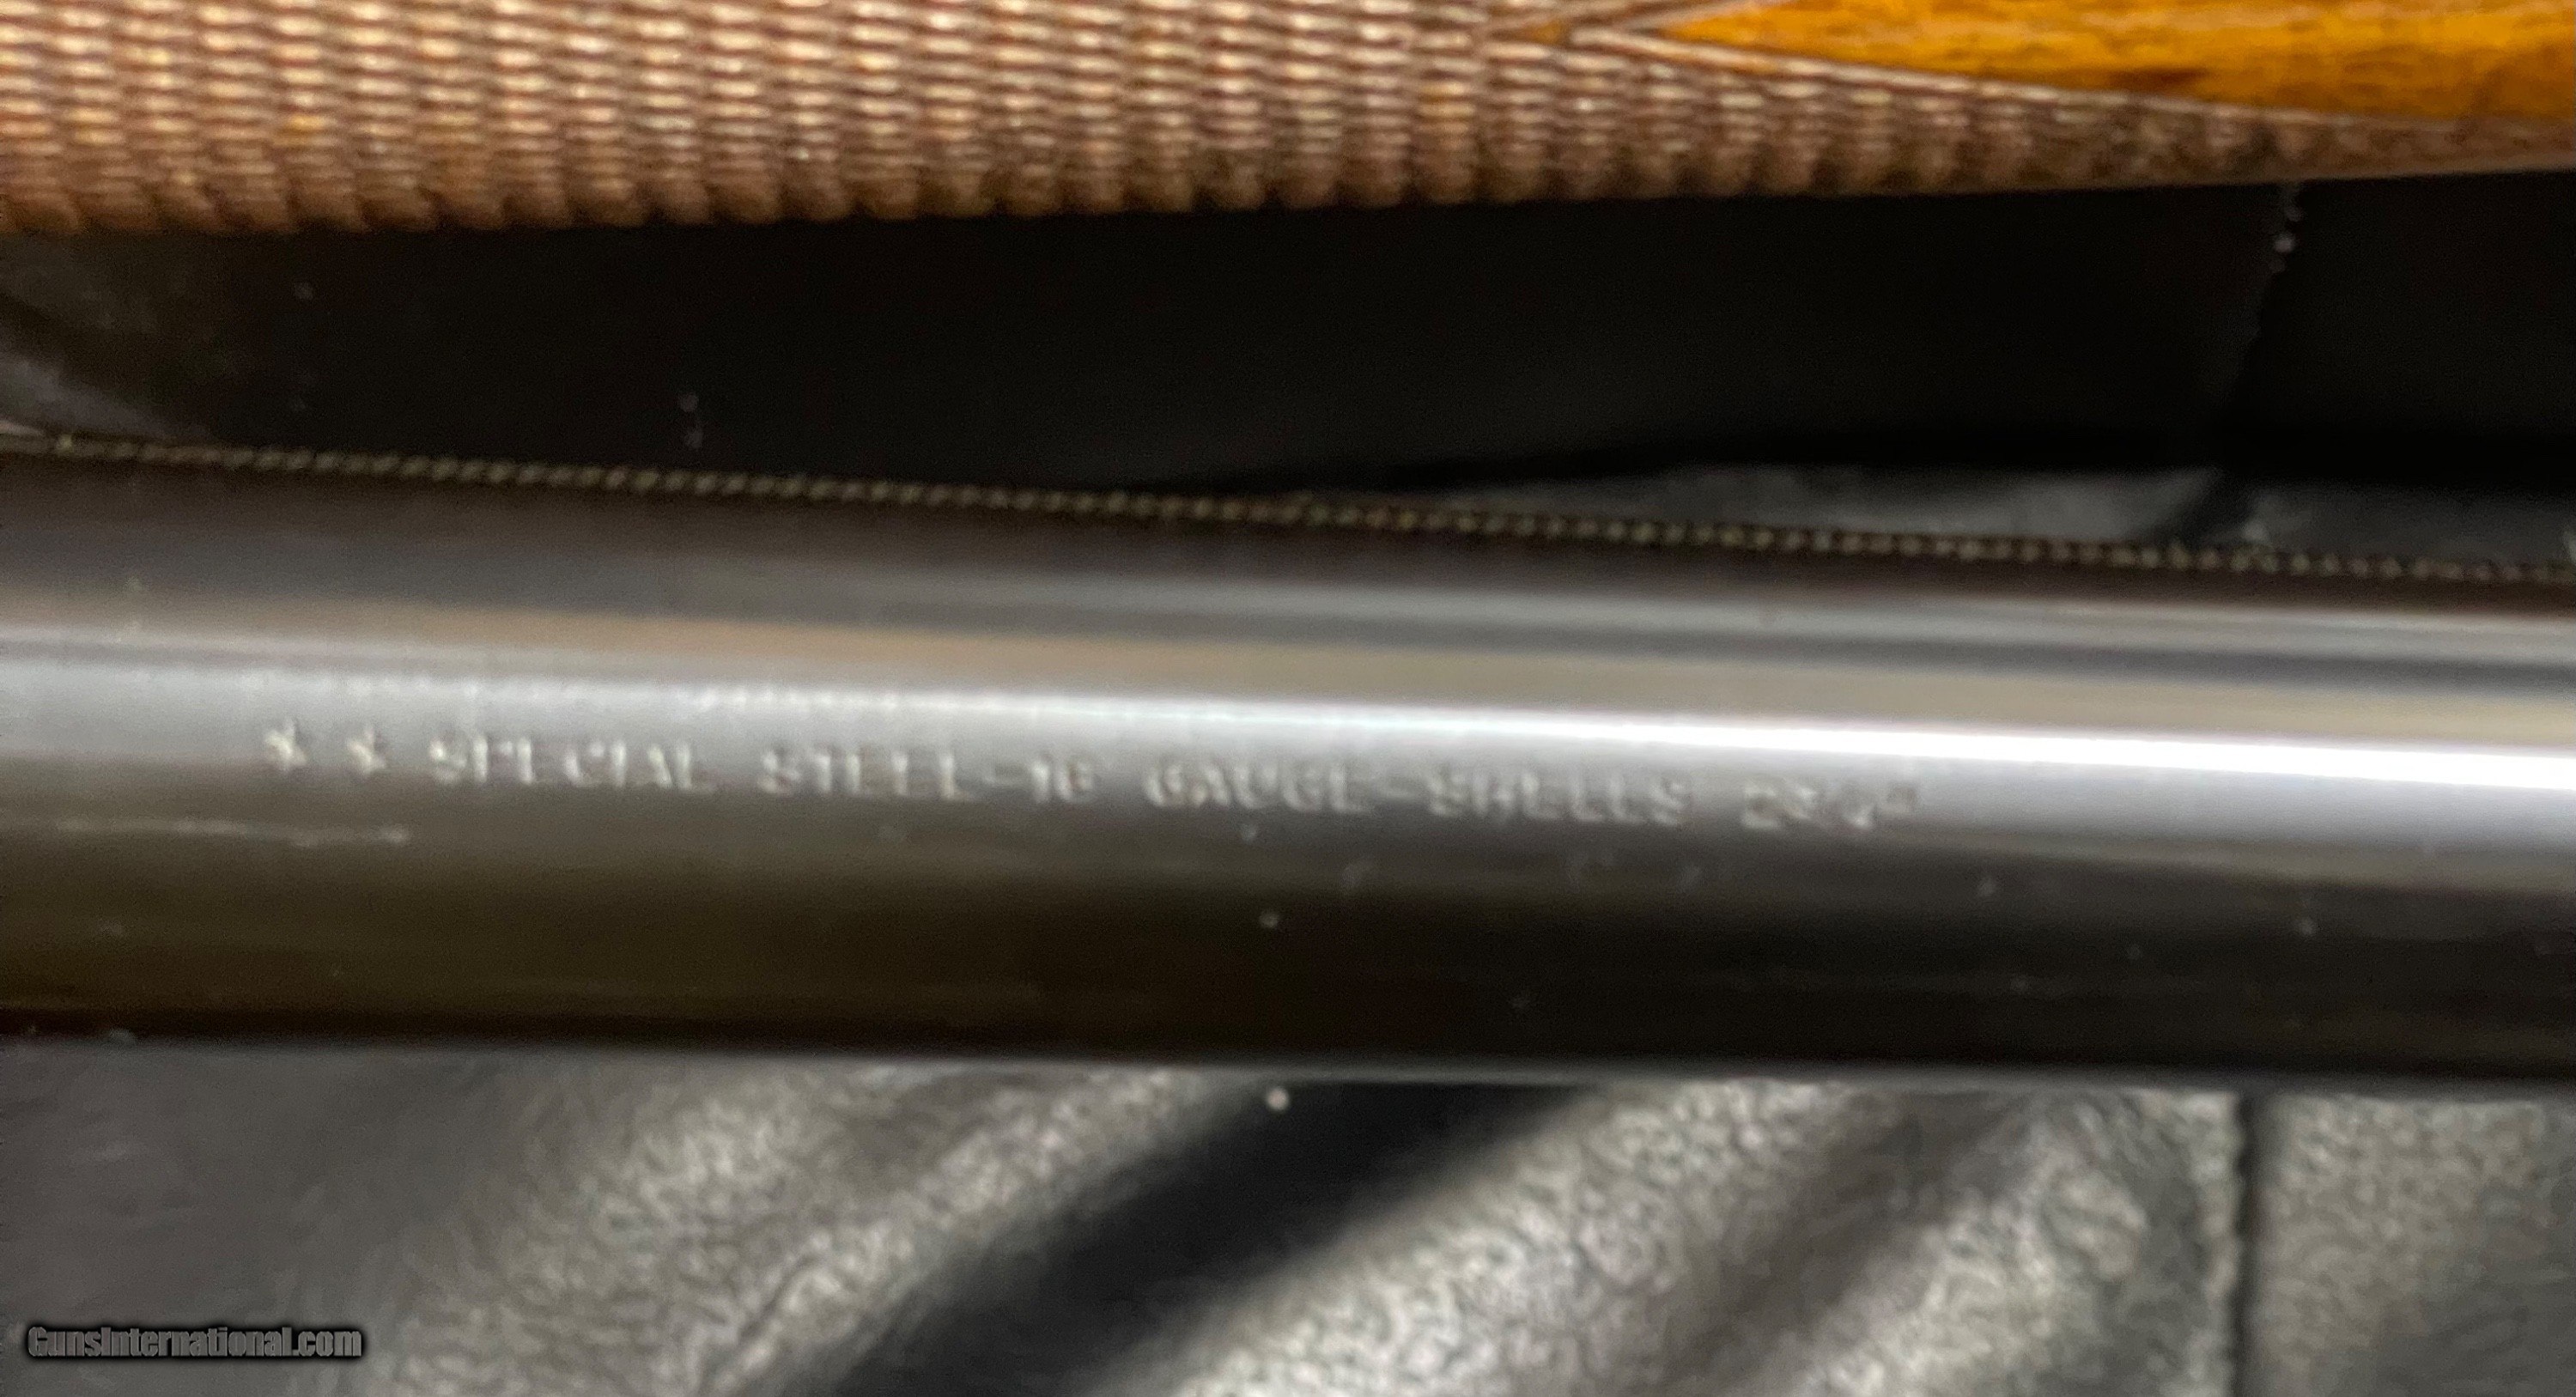 ** SPECIAL STEEL-16 GAUGE-SHELLS 2¾"
GunsInternational.com